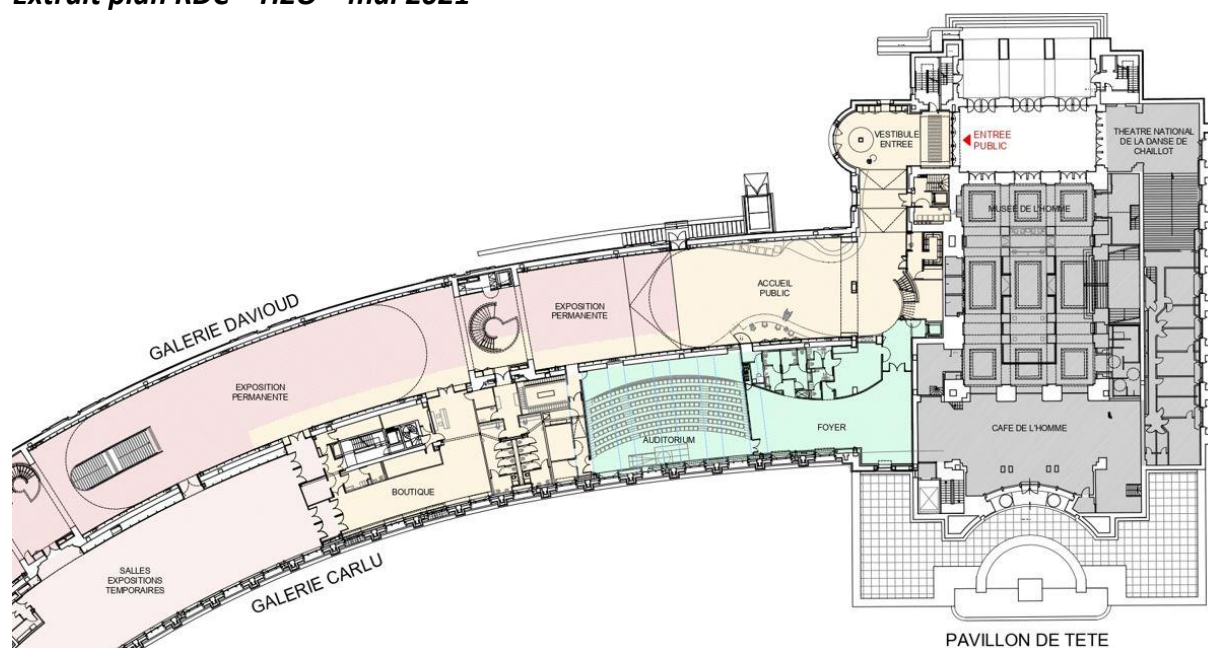 Extrait plan RDC – H2O – mai 2021
VESTIBULE
ENTREE
ENTREE
PUBLIC
THEATRE NATIONAL
DE LA DANSE DE
CHAILLOT
MUSEE DE L'HOMME
ACCUEIL
PUBLIC
EXPOSITION
PERMANENTE
GALERIE DAVIOUD
EXPOSITION
PERMANENTE
AUDITORIUM
FOYER
CAFE DE L'HOMME
BOUTIQUE
SALLES
EXPOSITIONS
TEMPORAIRES
GALERIE CARLU
PAVILLON DE TETE